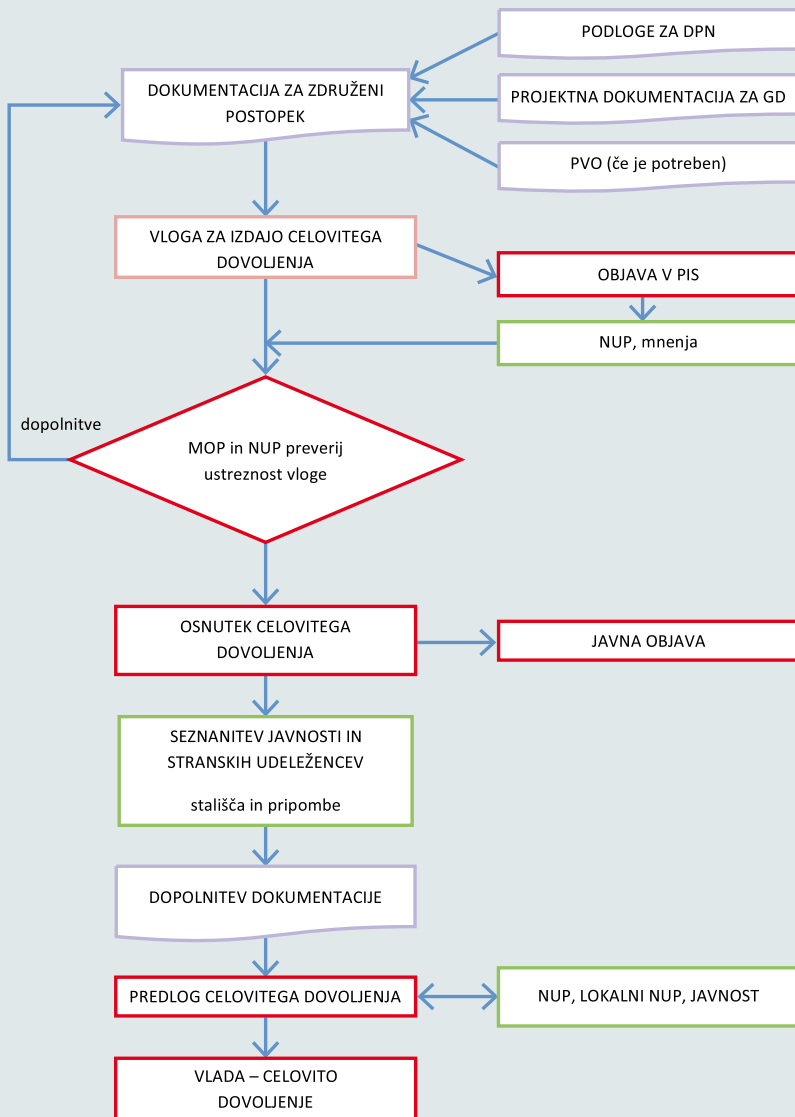 PODLOGE ZA DPN
DOKUMENTACIJA ZA ZDRUŽENI
POSTOPEK
PROJEKTNA DOKUMENTACIJA ZA GD
PVO (če je potreben)
VLOGA ZA IZDAJO CELOVITEGA
DOVOLJENJA
OBJAVA V PIS
NUP, mnenja
dopolnitve
MOP in NUP preverij
ustreznost vloge
OSNUTEK CELOVITEGA
DOVOLJENJA
JAVNA OBJAVA
SEZNANITEV JAVNOSTI IN
STRANSKIH UDELEŽENCEV
stališča in pripombe
DOPOLNITEV DOKUMENTACIJE
PREDLOG CELOVITEGA DOVOLJENJA
NUP, LOKALNI NUP, JAVNOST
VLADA – CELOVITO
DOVOLJENJE